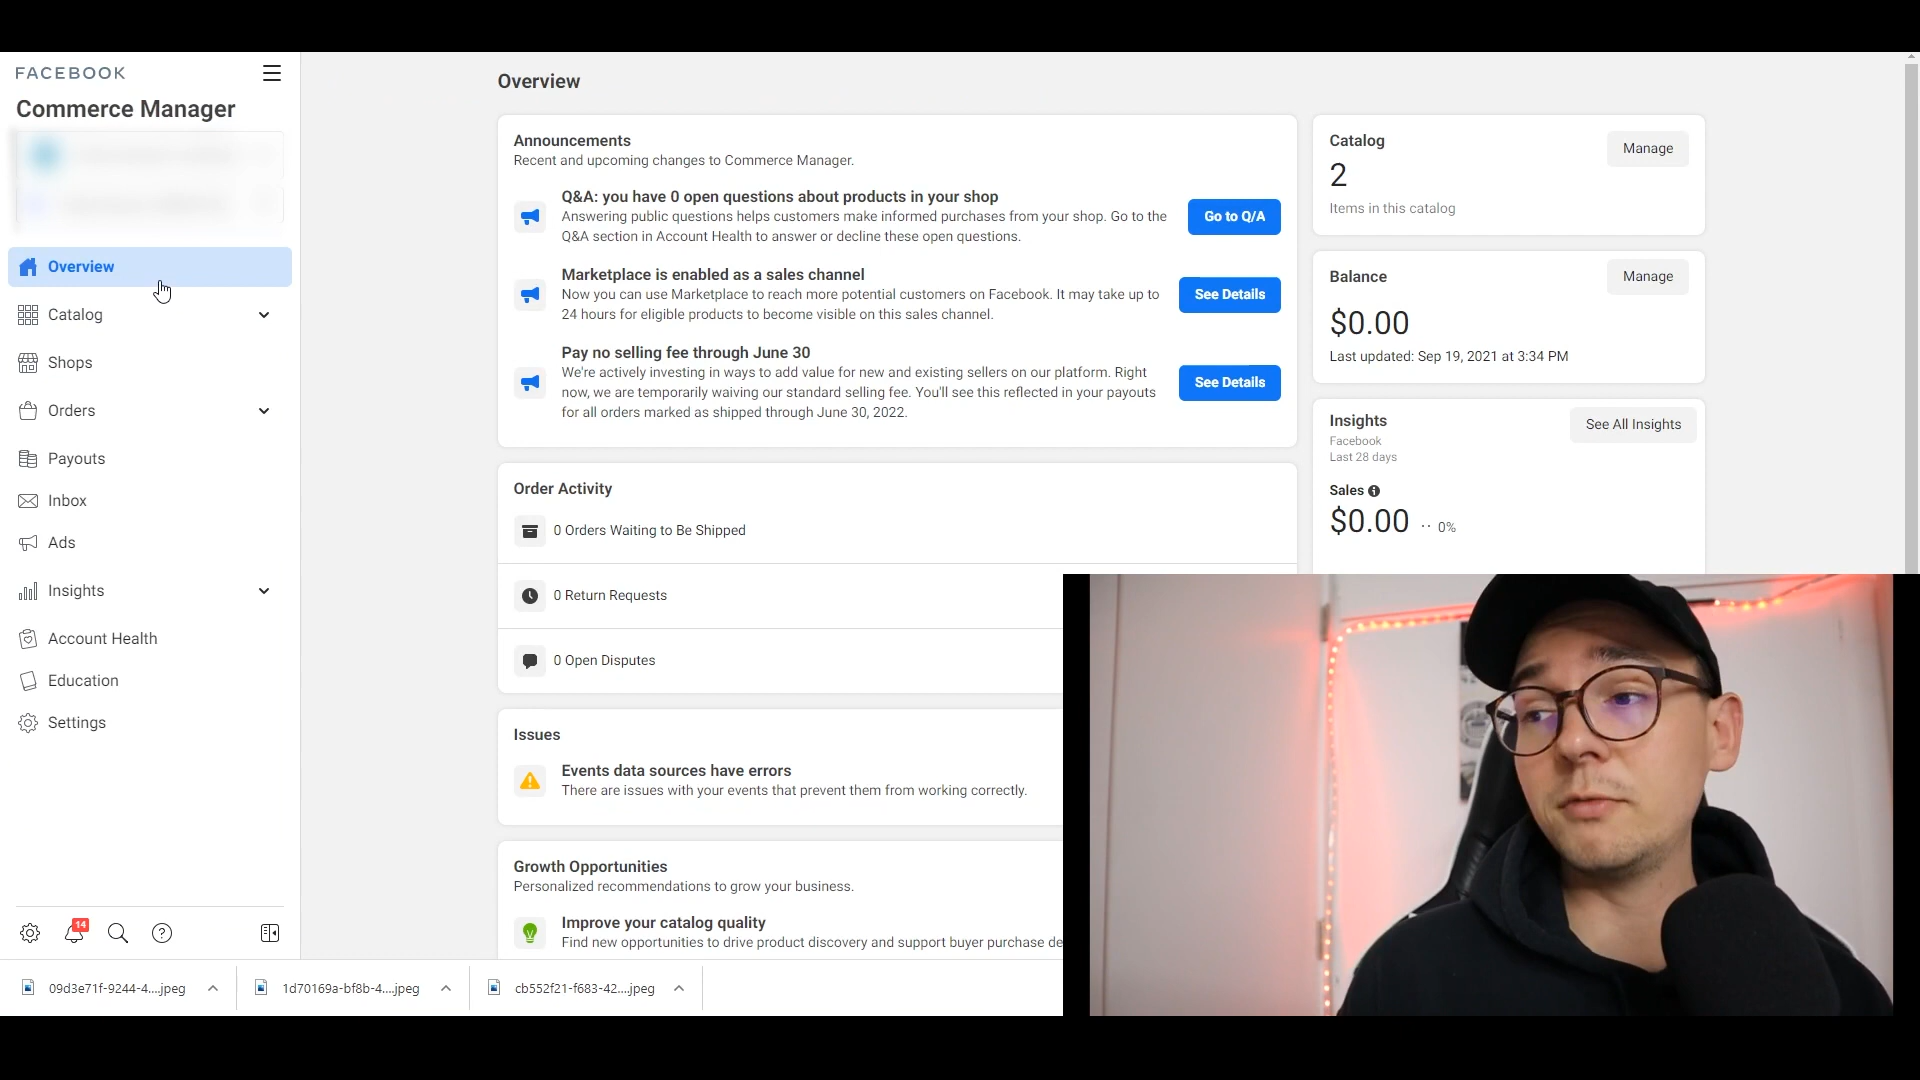 FACEBOOK
Commerce Manager
Overview
Catalog
Shops
Orders
Payouts
Inbox
Ads
Insights
Account Health
Education
Settings
14
Overview
Announcements
Recent and upcoming changes to Commerce Manager.
Q&A: you have 0 open questions about products in your shop
Answering public questions helps customers make informed purchases from your shop. Go to the
Q&A section in Account Health to answer or decline these open questions.
Go to Q/A
Marketplace is enabled as a sales channel
Now you can use Marketplace to reach more potential customers on Facebook. It may take up to
24 hours for eligible products to become visible on this sales channel.
See Details
Pay no selling fee through June 30
We're actively investing in ways to add value for new and existing sellers on our platform. Right
now, we are temporarily waiving our standard selling fee. You'll see this reflected in your payouts
for all orders marked as shipped through June 30, 2022.
See Details
Order Activity
0 Orders Waiting to Be Shipped
0 Return Requests
0 Open Disputes
Issues
Events data sources have errors
There are issues with your events that prevent them from working correctly.
Growth Opportunities
Personalized recommendations to grow your business.
Improve your catalog quality
Find new opportunities to drive product discovery and support buyer purchase de
Catalog
Manage
2
Items in this catalog
Balance
Manage
$0.00
Last updated: Sep 19, 2021 at 3:34 PM
Insights
See All Insights
Facebook
Last 28 days
Sales
$0.00 -- 0%
09d3e71f-9244-4....jpeg
1d70169a-bf8b-4....jpeg
cb552f21-f683-42....jpeg